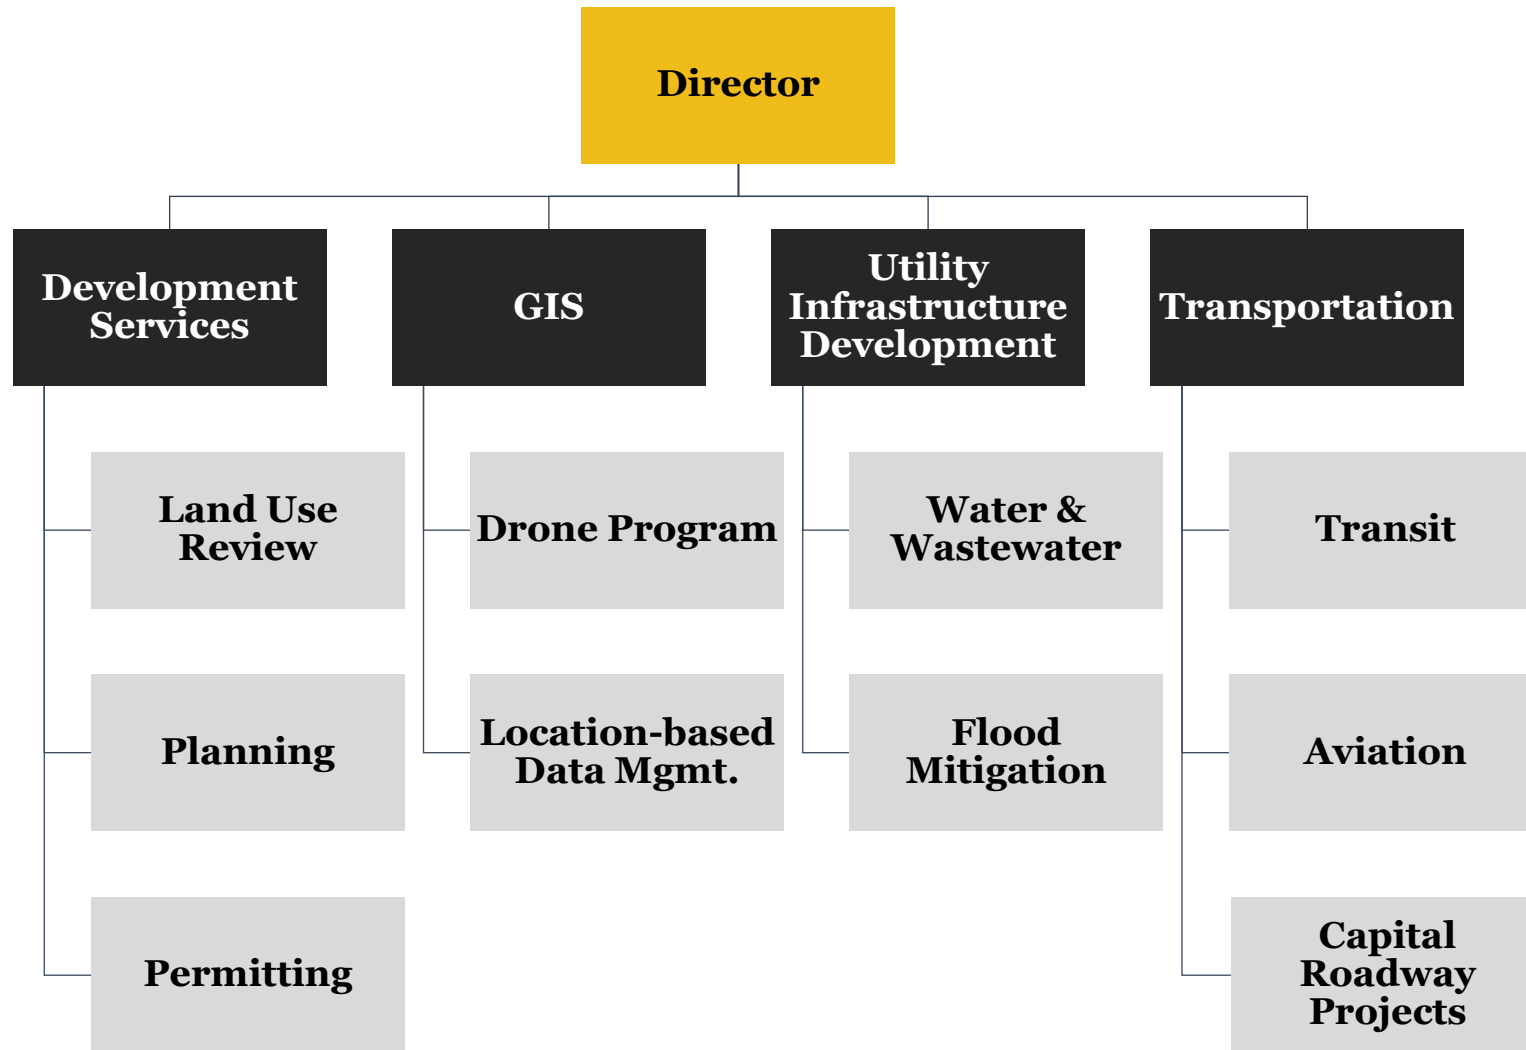 Director
Development
Services
GIS
Utility
Infrastructure
Development
Transportation
Land Use
Review
Drone Program
Water &
Wastewater
Transit
Planning
Location-based
Data Mgmt.
Flood
Mitigation
Aviation
Permitting
Capital
Roadway
Projects